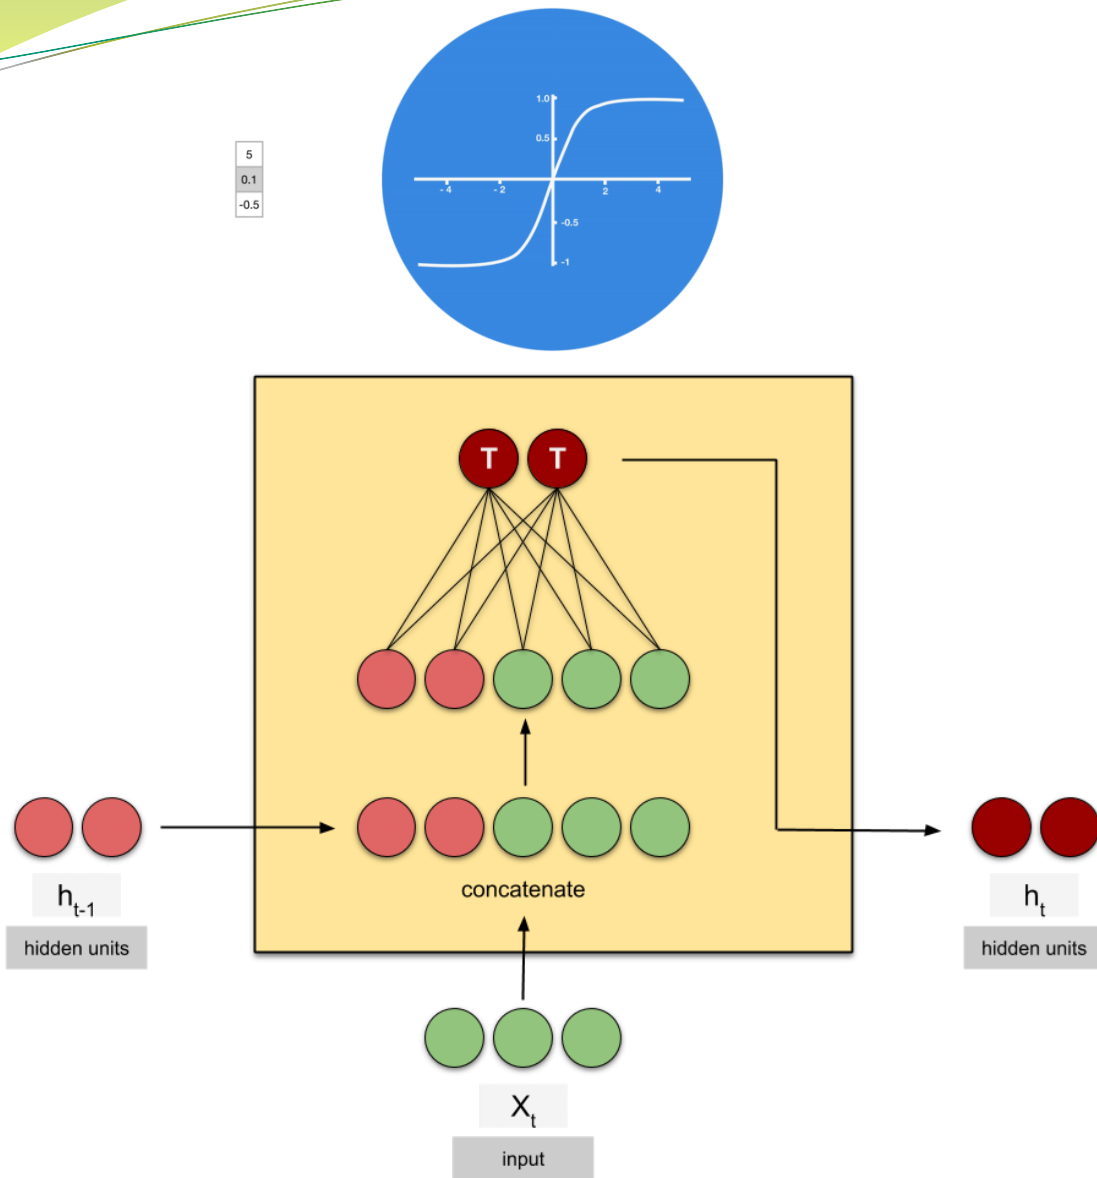 1.0
0.5
- 4
- 2
2
4
-0.5
-1
5
0.1
-0.5
T T
concatenate
h t-1
hidden units
h t
hidden units
X t
input